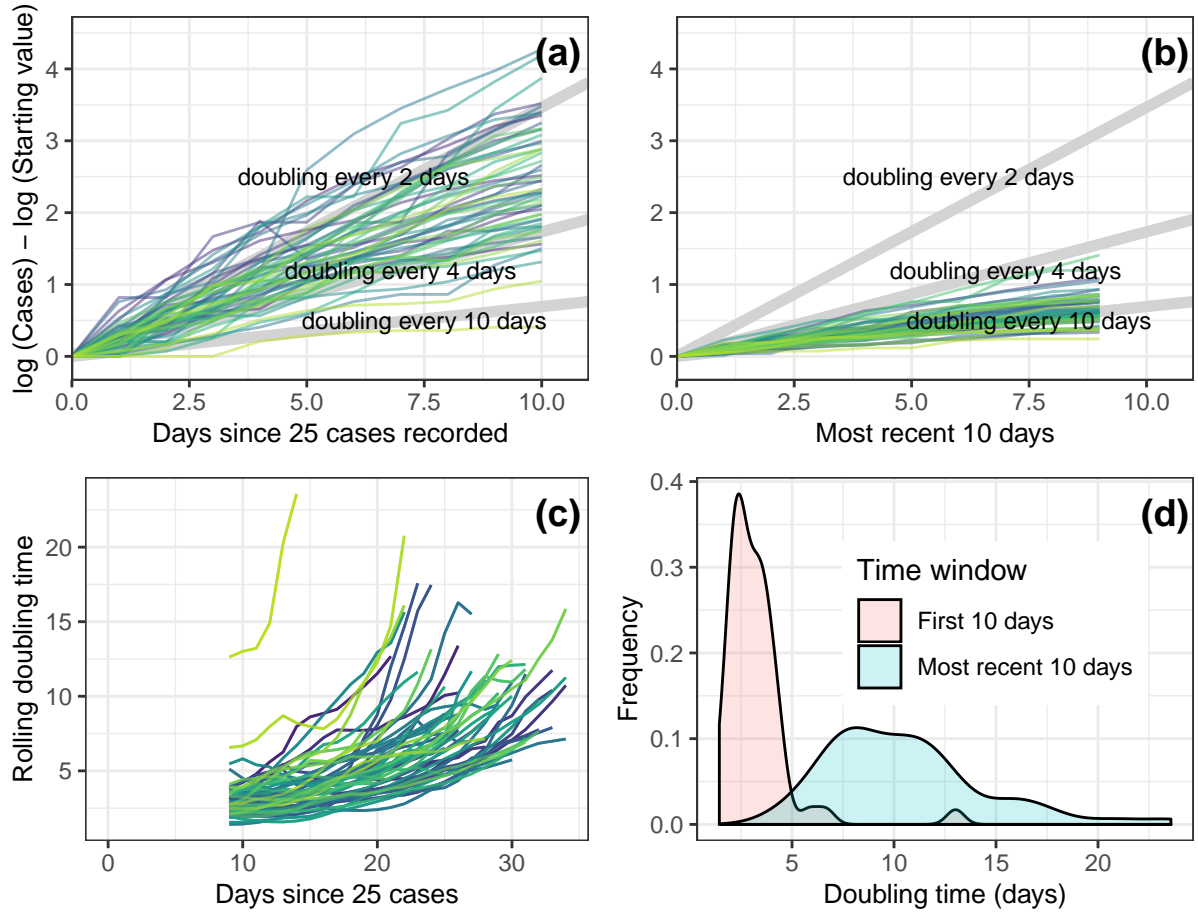 (a)
log (Cases) − log (Starting value)
4
3
2
1
0
doubling every 2 days
doubling every 4 days
doubling every 10 days
0.0 2.5 5.0 7.5 10.0
Days since 25 cases recorded
(b)
4
3
2
1
0
doubling every 2 days
doubling every 4 days
doubling every 10 days
0.0 2.5 5.0 7.5 10.0
Most recent 10 days
(c)
Rolling doubling time
20
15
10
5
0 10 20 30
Days since 25 cases
(d)
Frequency
0.4
0.3
0.2
0.1
0.0
Time window
First 10 days
Most recent 10 days
5 10 15 20
Doubling time (days)